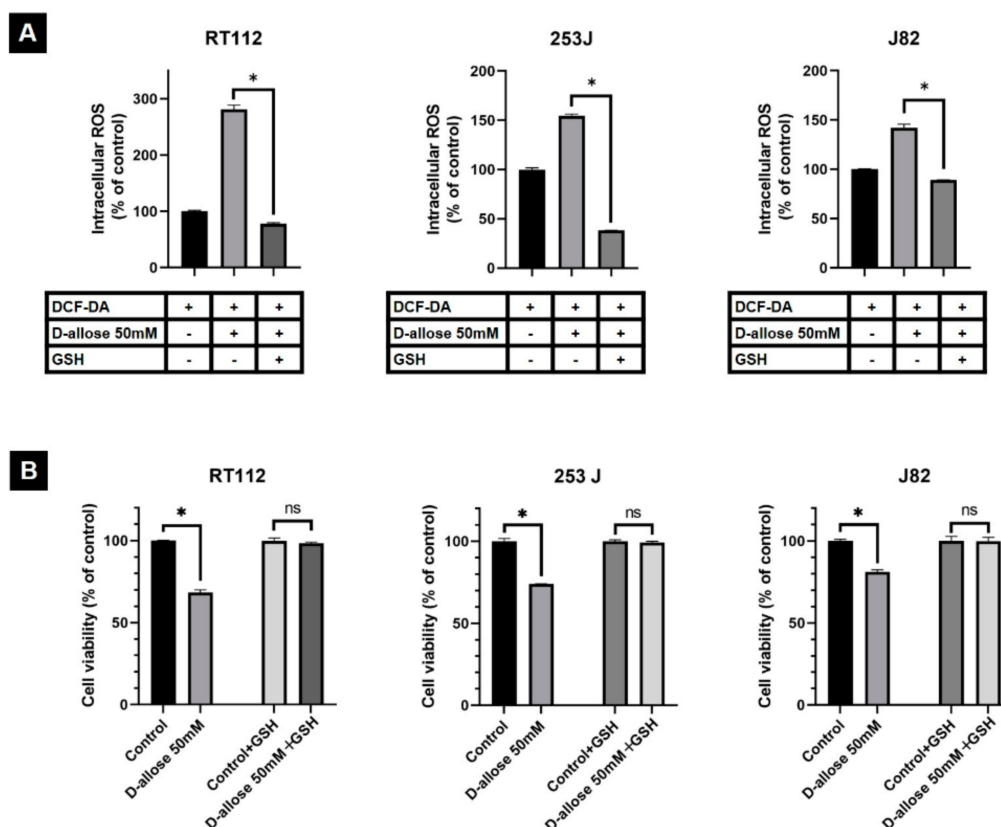 A
RT112
253J
J82
Intracellular ROS
(% of control)
300
200
100
0
*
Intracellular ROS
(% of control)
200
150
100
50
0
*
Intracellular ROS
(% of control)
200
150
100
50
0
*
DCF-DA + + +
D-allose 50mM - + +
GSH - - +
DCF-DA + + +
D-allose 50mM - + +
GSH - - +
DCF-DA + + +
D-allose 50mM - + +
GSH - - +
B
RT112
253 J
J82
Cell viability (% of control)
100
50
0
*
ns
Control
D-allose 50mM
Control+GSH
D-allose 50mM +GSH
Cell viability (% of control)
100
50
0
*
ns
Control
D-allose 50mM
Control+GSH
D-allose 50mM +GSH
Cell viability (% of control)
100
50
0
*
ns
Control
D-allose 50mM
Control+GSH
D-allose 50mM +GSH